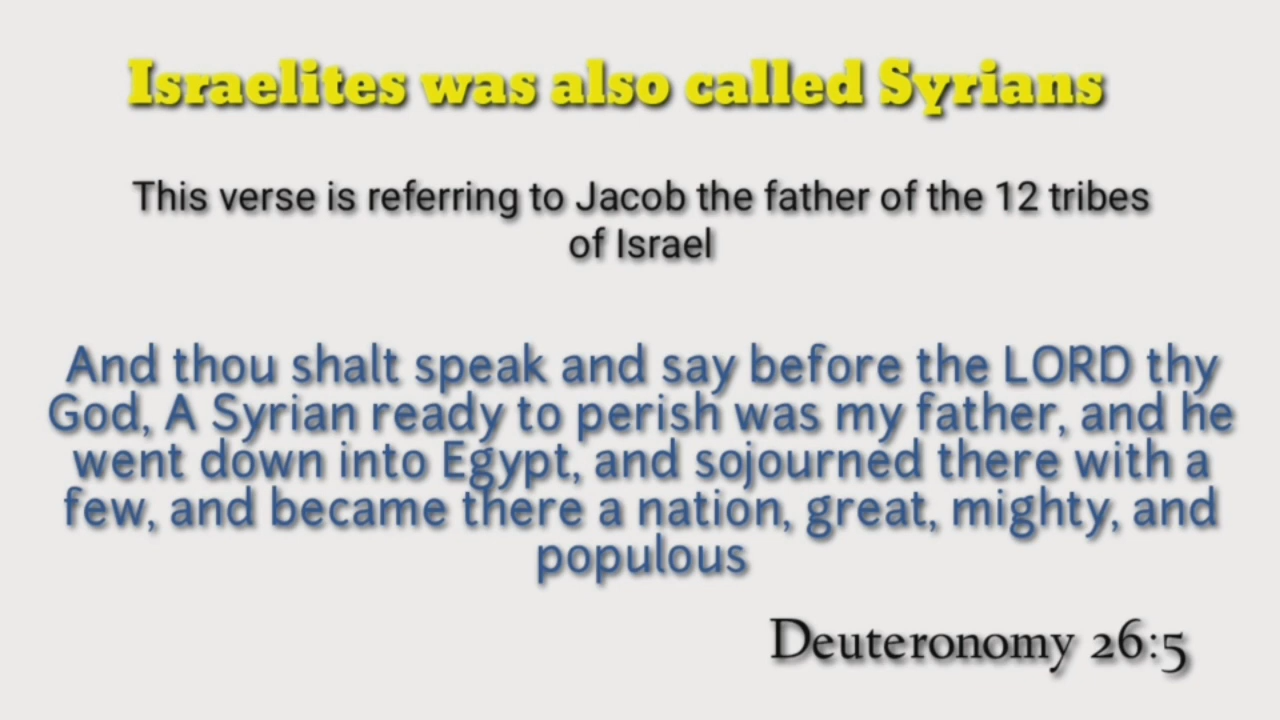 Israelites was also called Syrians
This verse is referring to Jacob the father of the 12 tribes
of Israel
And thou shalt speak and say before the LORD thy
God, A Syrian ready to perish was my father, and he
went down into Egypt, and sojourned there with a
few, and became there a nation, great, mighty, and
populous
Deuteronomy 26:5